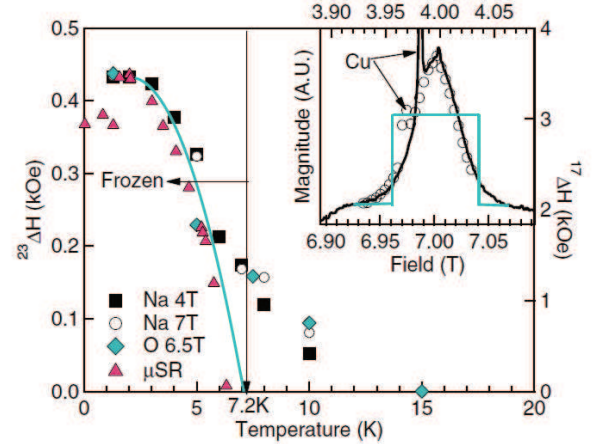 3.90 3.95 4.00 4.05
0.5
0.4
0.3
0.2
0.1
0.0
²³ΔH (kOe)
Magnitude (A.U.)
Cu
4
3
2
1
0
¹⁷ΔH (kOe)
6.90 6.95 7.00 7.05
Field (T)
Frozen
Na 4T
Na 7T
O 6.5T
μSR
0 5 10 15 20
7.2K
Temperature (K)